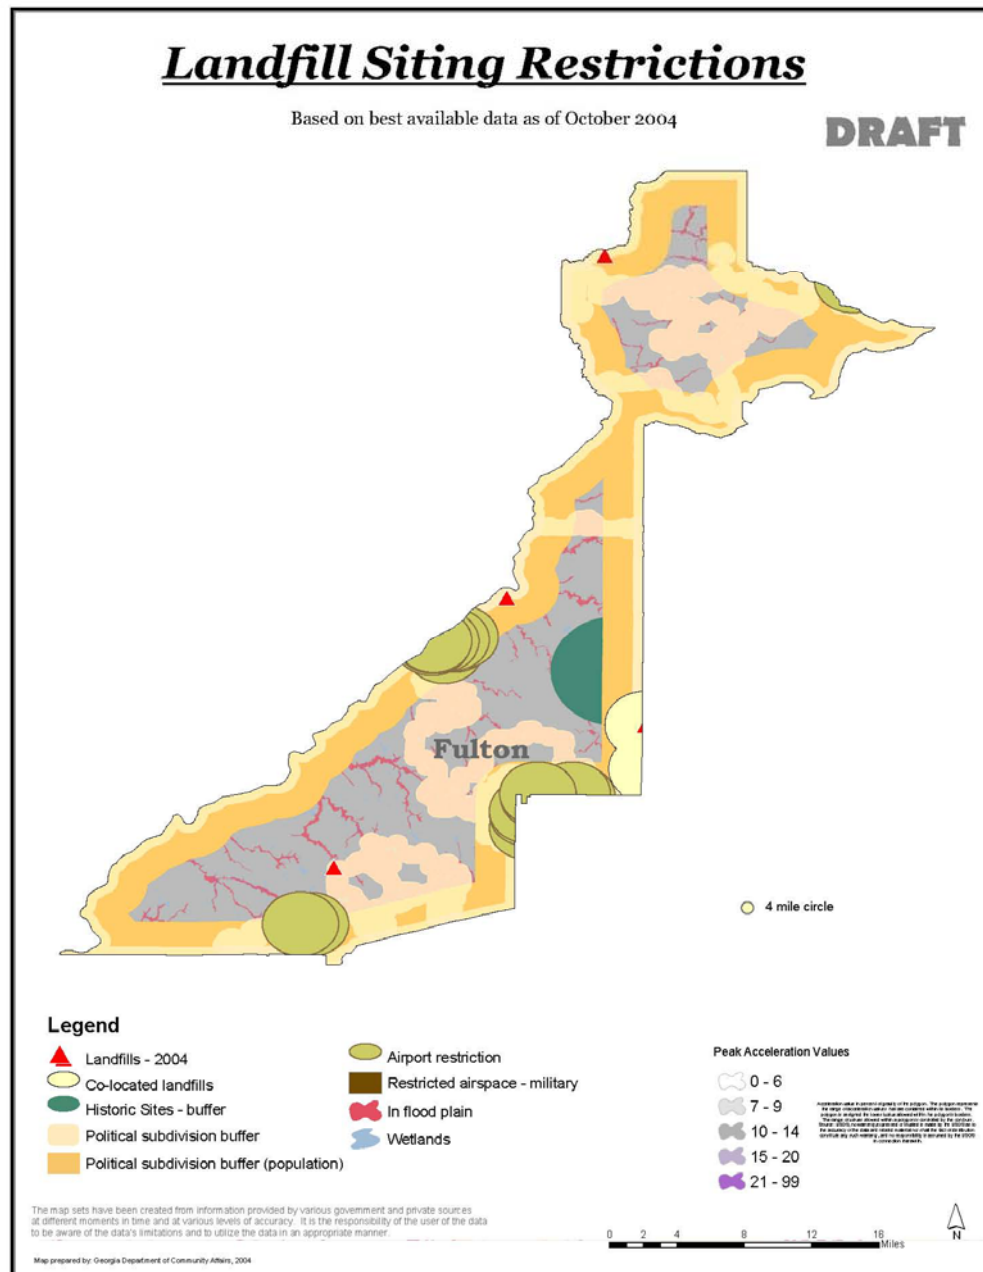 Landfill Siting Restrictions
Based on best available data as of October 2004
DRAFT
Fulton
4 mile circle
Legend
Landfills - 2004
Co-located landfills
Historic Sites - buffer
Political subdivision buffer
Political subdivision buffer (population)
Airport restriction
Restricted airspace - military
In flood plain
Wetlands
Peak Acceleration Values
0 - 6
7 - 9
10 - 14
15 - 20
21 - 99
The map sets have been created from information provided by various government and private sources
at different moments in time and at various levels of accuracy. It is the responsibility of the user of the data
to be aware of the data's limitations and to utilize the data in an appropriate manner.
Map prepared by: Georgia Department of Community Affairs, 2004
0 2 4 8 12 16
Miles
N